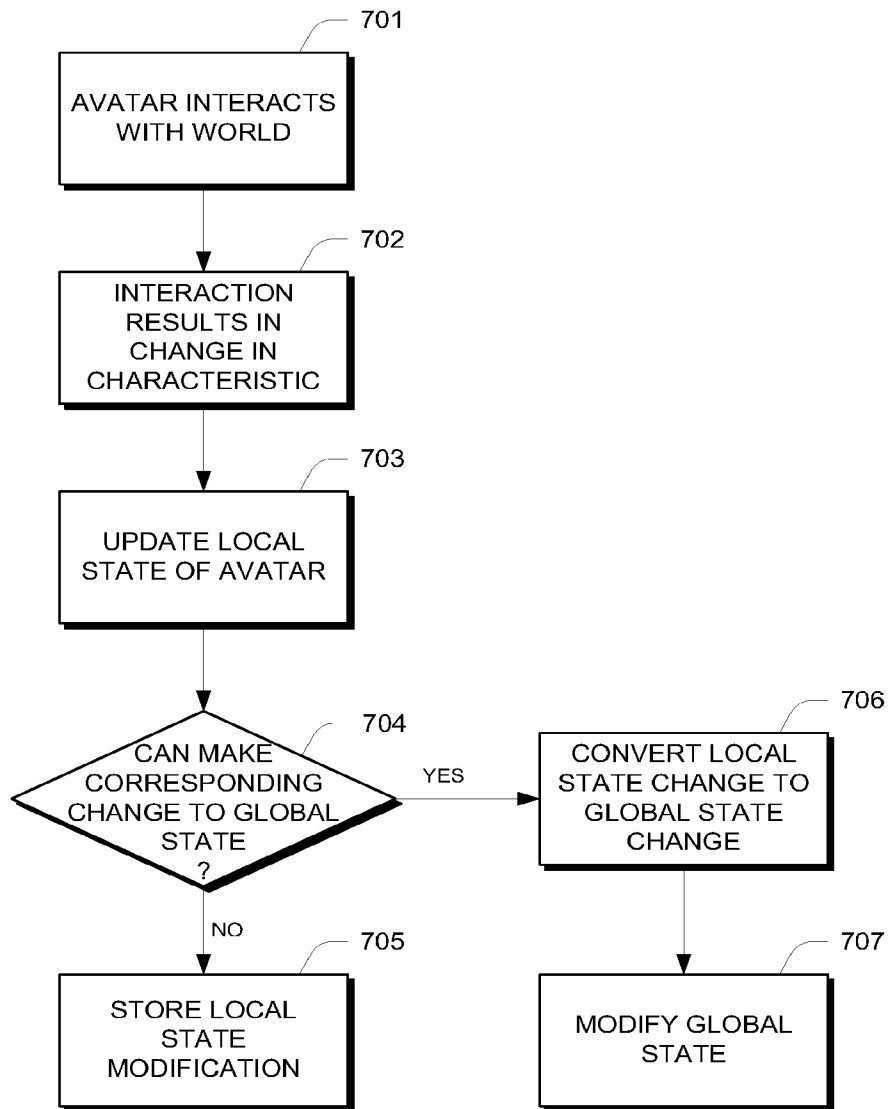 701
AVATAR INTERACTS
WITH WORLD
702
INTERACTION
RESULTS IN
CHANGE IN
CHARACTERISTIC
703
UPDATE LOCAL
STATE OF AVATAR
704
CAN MAKE
CORRESPONDING
CHANGE TO GLOBAL
STATE
?
YES
706
CONVERT LOCAL
STATE CHANGE TO
GLOBAL STATE
CHANGE
NO
705
STORE LOCAL
STATE
MODIFICATION
707
MODIFY GLOBAL
STATE